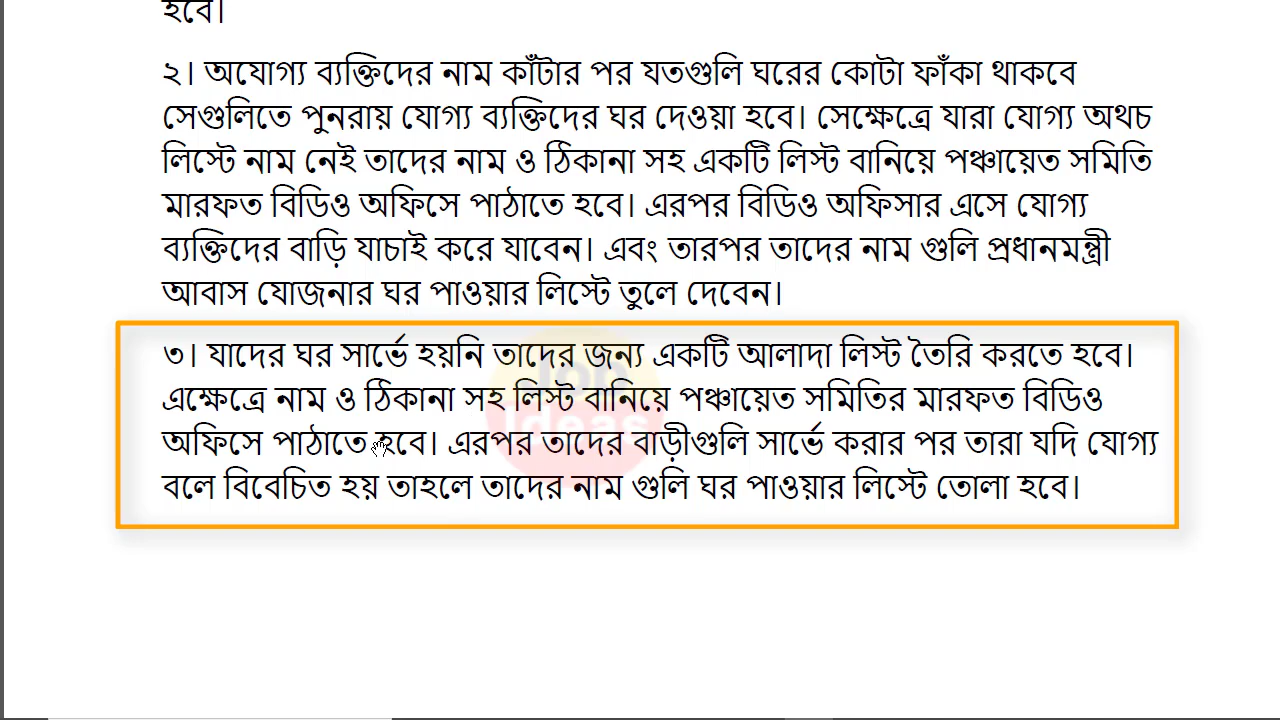 হবে।
২। অযোগ্য ব্যক্তিদের নাম কাঁটার পর যতগুলি ঘরের কোটা ফাঁকা থাকবে
সেগুলিতে পুনরায় যোগ্য ব্যক্তিদের ঘর দেওয়া হবে। সেক্ষেত্রে যারা যোগ্য অথচ
লিস্টে নাম নেই তাদের নাম ও ঠিকানা সহ একটি লিস্ট বানিয়ে পঞ্চায়েত সমিতি
মারফত বিডিও অফিসে পাঠাতে হবে। এরপর বিডিও অফিসার এসে যোগ্য
ব্যক্তিদের বাড়ি যাচাই করে যাবেন। এবং তারপর তাদের নাম গুলি প্রধানমন্ত্রী
আবাস যোজনার ঘর পাওয়ার লিস্টে তুলে দেবেন।
৩। যাদের ঘর সার্ভে হয়নি তাদের জন্য একটি আলাদা লিস্ট তৈরি করতে হবে।
এক্ষেত্রে নাম ও ঠিকানা সহ লিস্ট বানিয়ে পঞ্চায়েত সমিতির মারফত বিডিও
অফিসে পাঠাতে হবে। এরপর তাদের বাড়ীগুলি সার্ভে করার পর তারা যদি যোগ্য
বলে বিবেচিত হয় তাহলে তাদের নাম গুলি ঘর পাওয়ার লিস্টে তোলা হবে।
Job
Ideas